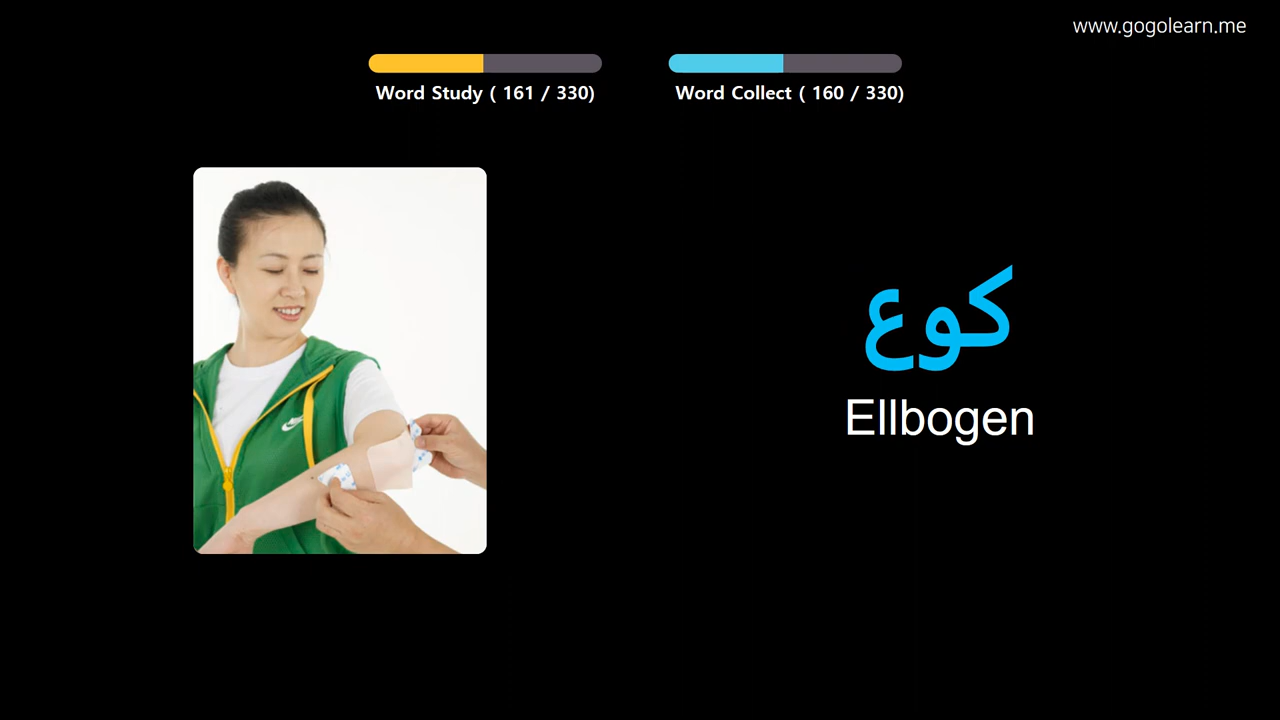 www.gogolearn.me
Word Study ( 161 / 330)
Word Collect ( 160 / 330)
كوع
Ellbogen